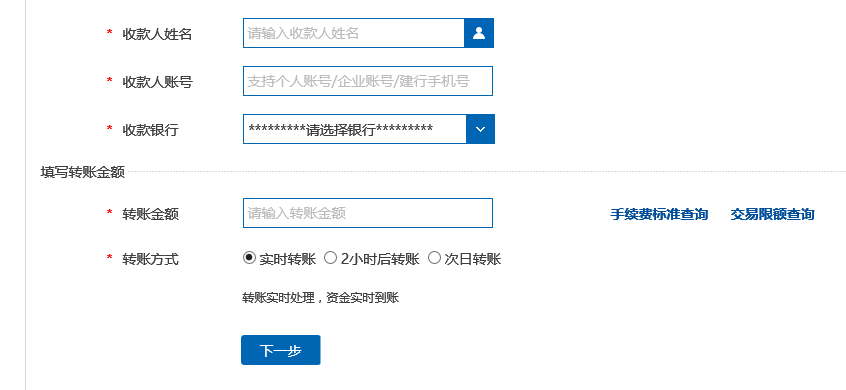 * 收款人姓名 请输入收款人姓名
* 收款人账号 支持个人账号/企业账号/建行手机号
* 收款银行 *********请选择银行*********
填写转账金额
* 转账金额 请输入转账金额 手续费标准查询 交易限额查询
* 转账方式 实时转账 2小时后转账 次日转账
转账实时处理，资金实时到账
下一步